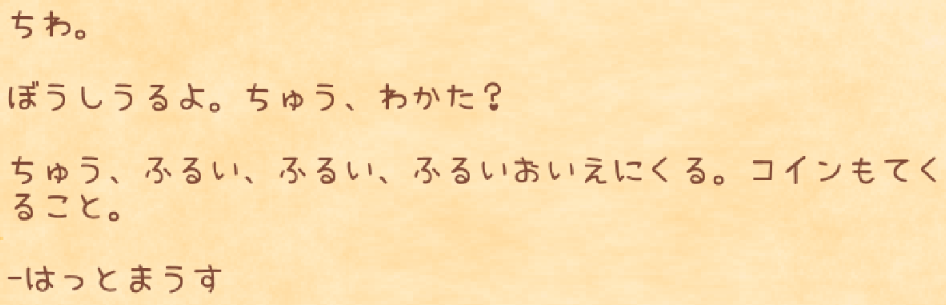 ちわ。
ぼうしうるよ。ちゅう、わかた？
ちゅう、ふるい、ふるい、ふるいおいえにくる。コインもてく
ること。
-はっとまうす